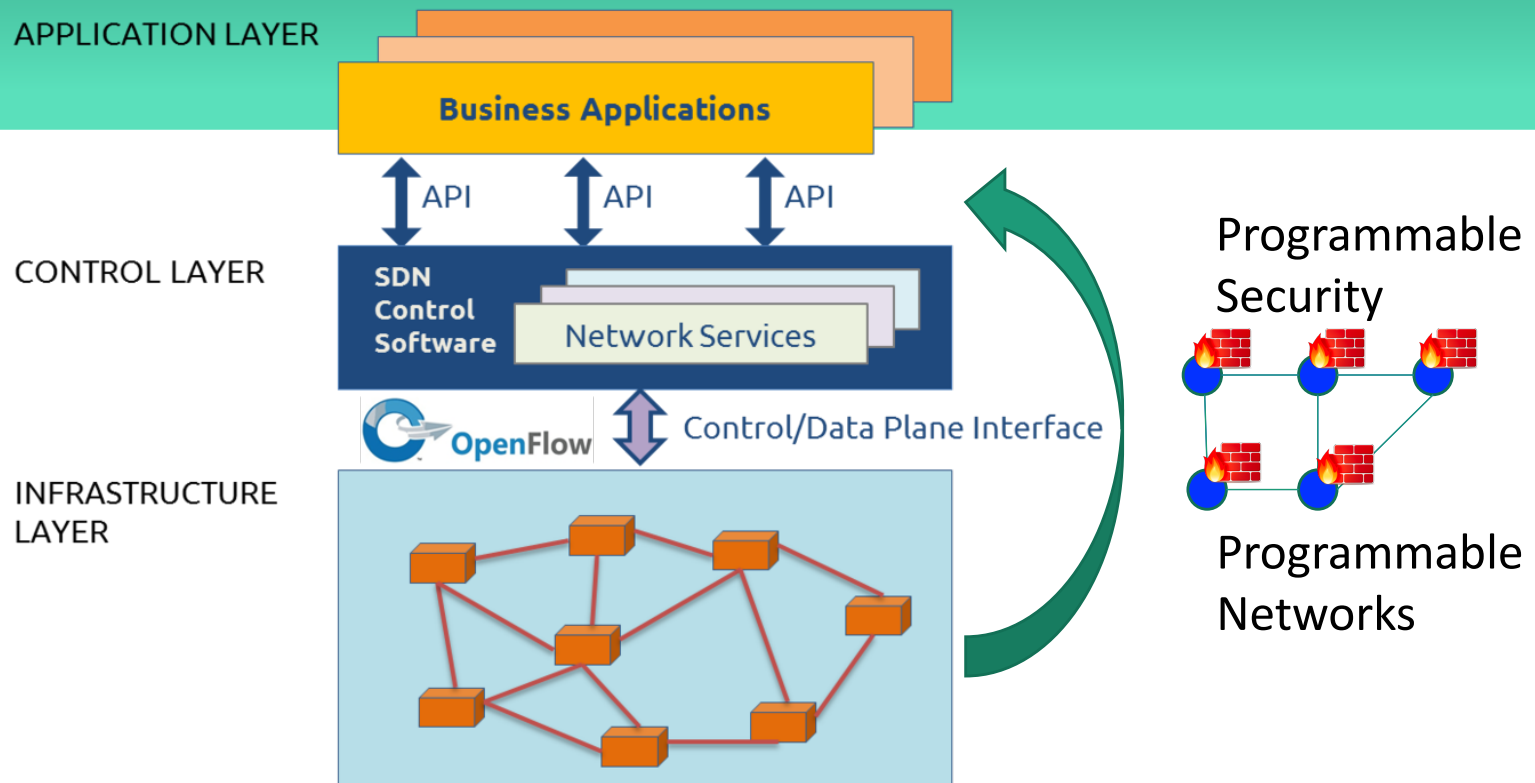 APPLICATION LAYER
Business Applications
API
API
API
CONTROL LAYER
SDN
Control
Software
Network Services
OpenFlow
Control/Data Plane Interface
INFRASTRUCTURE
LAYER
Programmable
Security
Programmable
Networks